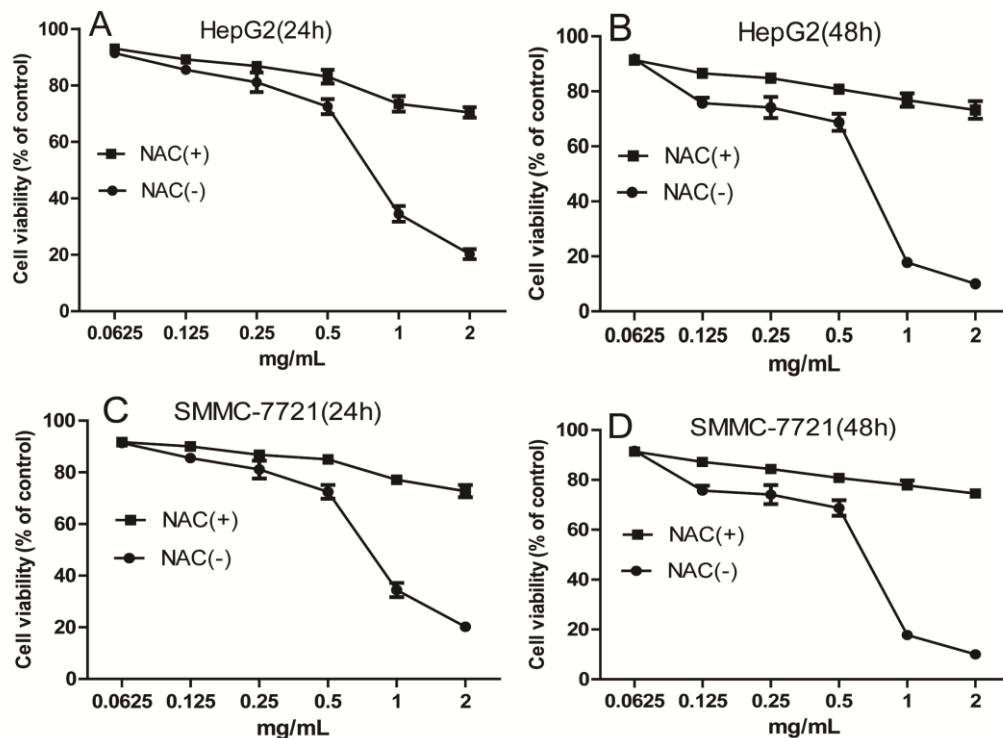 A
HepG2(24h)
Cell viability (% of control)
100
80
60
40
20
0
NAC(+)
NAC(-)
0.0625 0.125 0.25 0.5 1 2
mg/mL
B
HepG2(48h)
Cell viability (% of control)
100
80
60
40
20
0
NAC(+)
NAC(-)
0.0625 0.125 0.25 0.5 1 2
mg/mL
C
SMMC-7721(24h)
Cell viability (% of control)
100
80
60
40
20
0
NAC(+)
NAC(-)
0.0625 0.125 0.25 0.5 1 2
mg/mL
D
SMMC-7721(48h)
Cell viability (% of control)
100
80
60
40
20
0
NAC(+)
NAC(-)
0.0625 0.125 0.25 0.5 1 2
mg/mL